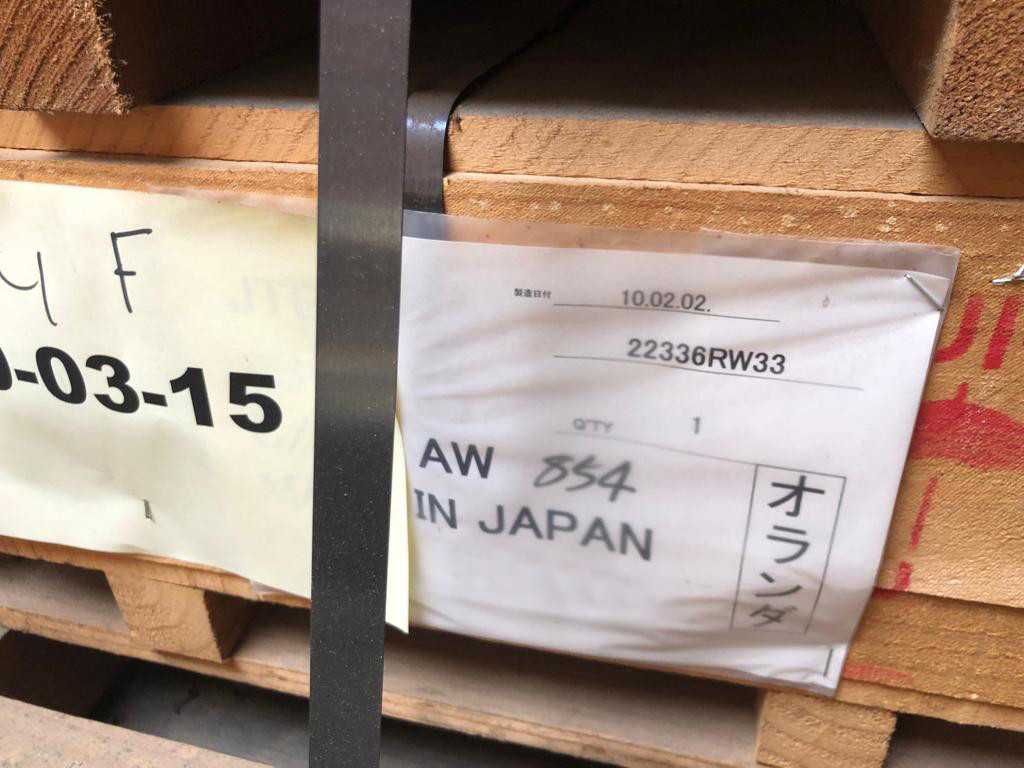 4 F
-03-15
製造日付 10.02.02.
22336RW33
Q'TY 1
AW 854
IN JAPAN
オランダ